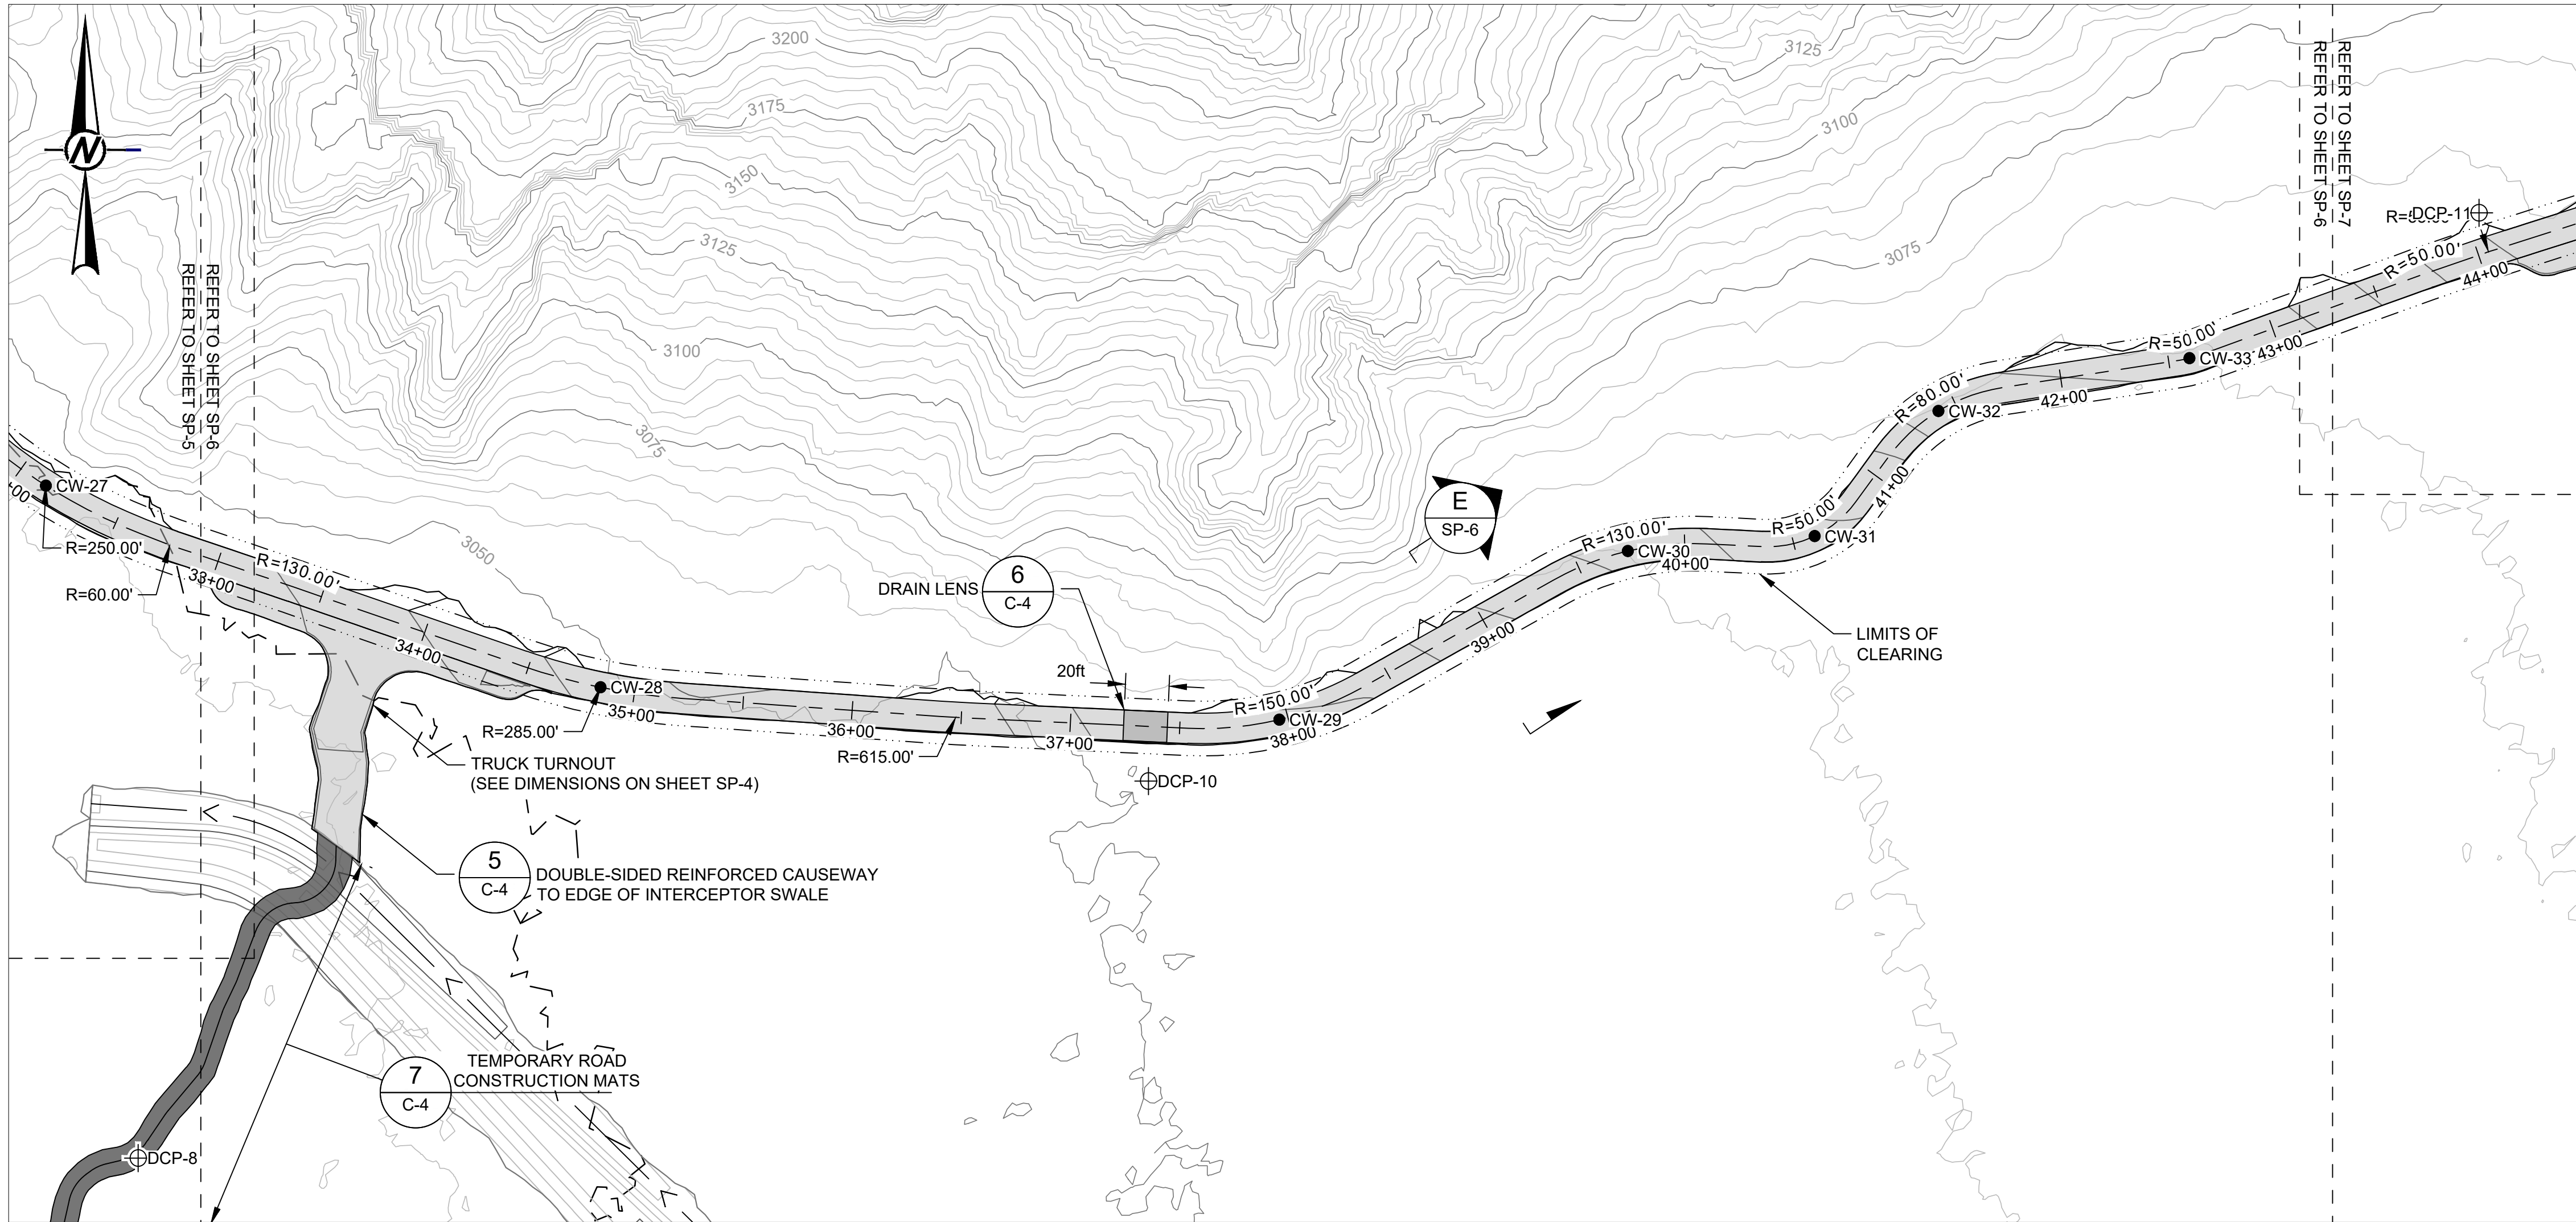 3200
3125
3175
3100
3150
3125
3075
3100
3075
3050
N
REFER TO SHEET SP-5
REFER TO SHEET SP-6
REFER TO SHEET SP-6
REFER TO SHEET SP-7
DCP-11
R=50.00'
44+00
R=50.00'
CW-33
43+00
R=80.00'
CW-32
42+00
41+00
R=50.00'
CW-31
R=130.00'
CW-30
40+00
E
SP-6
LIMITS OF
CLEARING
39+00
R=150.00'
CW-29
38+00
6
C-4
DRAIN LENS
20ft
37+00
DCP-10
R=615.00'
36+00
CW-28
35+00
R=285.00'
34+00
R=130.00'
33+00
CW-27
+00
R=250.00'
R=60.00'
TRUCK TURNOUT
(SEE DIMENSIONS ON SHEET SP-4)
5
C-4
DOUBLE-SIDED REINFORCED CAUSEWAY
TO EDGE OF INTERCEPTOR SWALE
7
C-4
TEMPORARY ROAD
CONSTRUCTION MATS
DCP-8